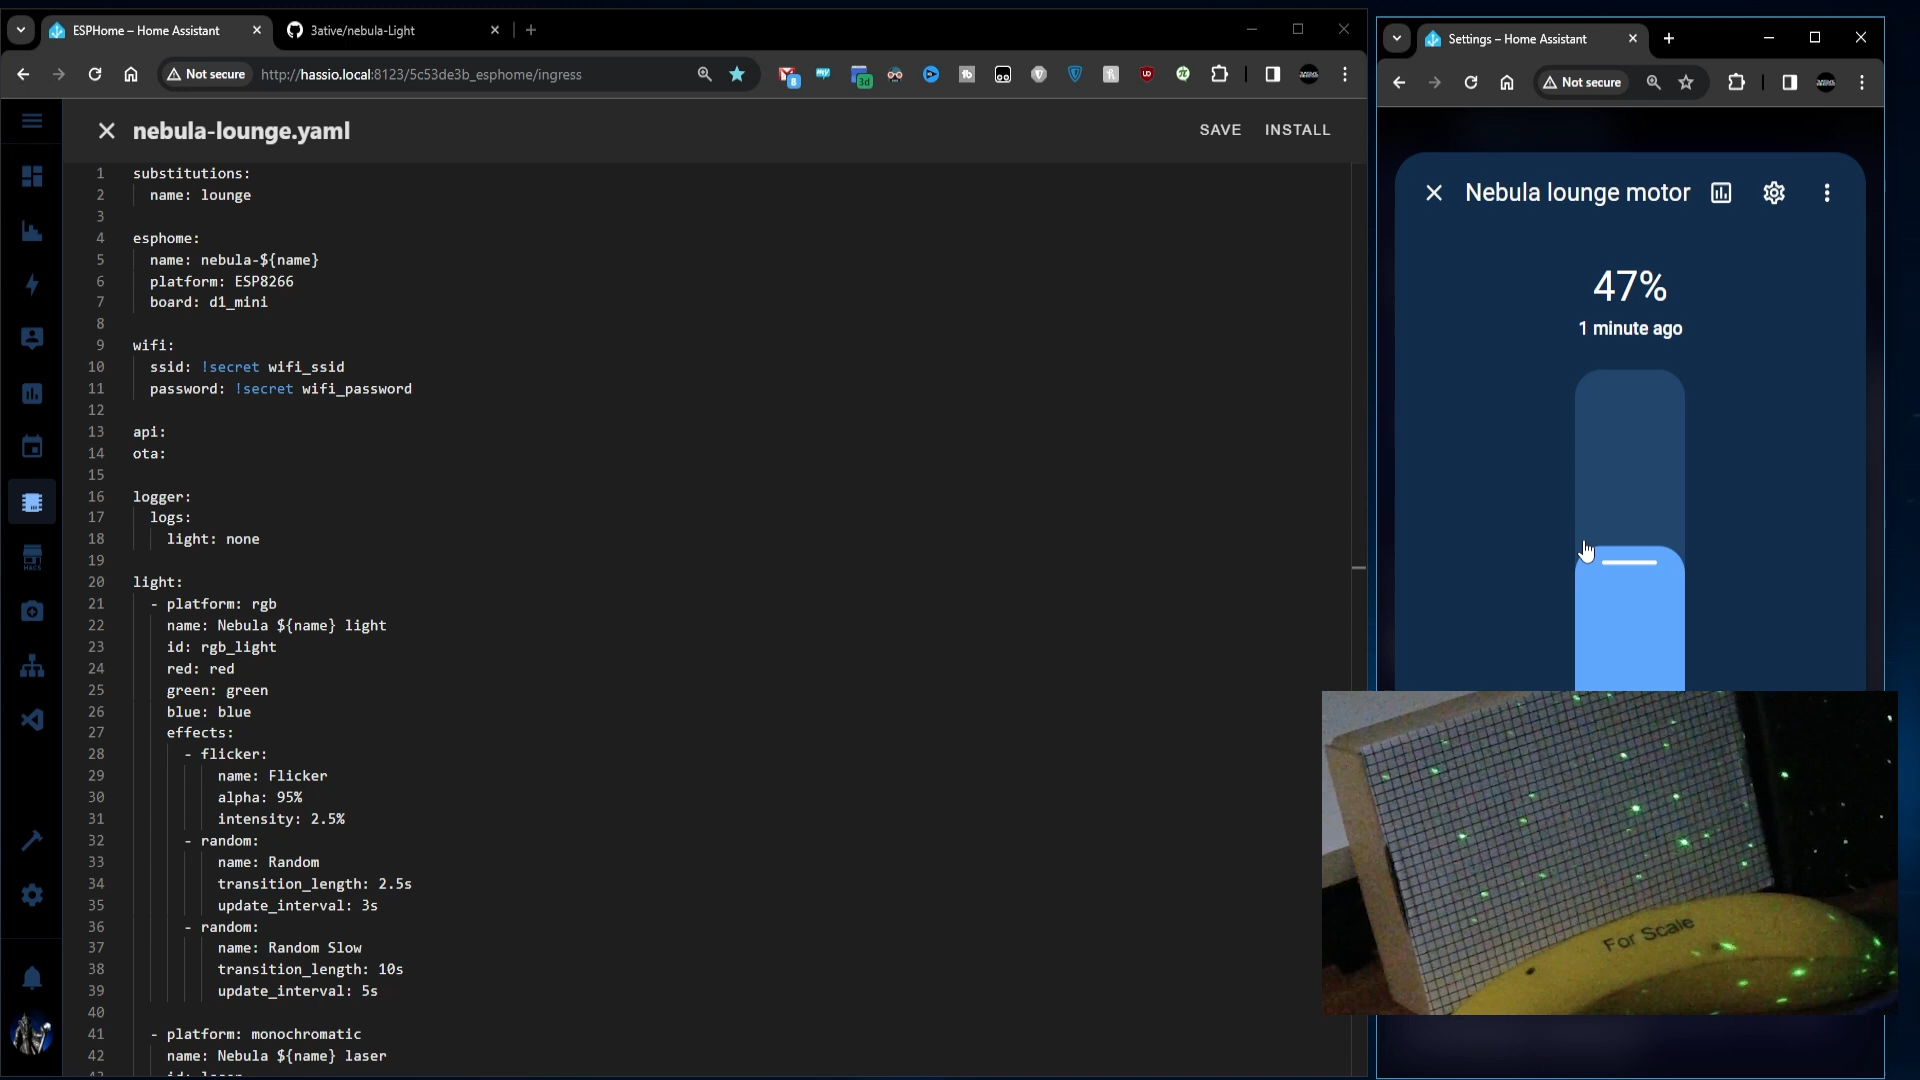 ESPHome – Home Assistant
3ative/nebula-Light
Not secure
http://hassio.local:8123/5c53de3b_esphome/ingress
8
3d
nebula-lounge.yaml
SAVE
INSTALL
1 substitutions:
2 name: lounge
3
4 esphome:
5 name: nebula-${name}
6 platform: ESP8266
7 board: d1_mini
8
9 wifi:
10 ssid: !secret wifi_ssid
11 password: !secret wifi_password
12
13 api:
14 ota:
15
16 logger:
17 logs:
18 light: none
19
20 light:
21 - platform: rgb
22 name: Nebula ${name} light
23 id: rgb_light
24 red: red
25 green: green
26 blue: blue
27 effects:
28 - flicker:
29 name: Flicker
30 alpha: 95%
31 intensity: 2.5%
32 - random:
33 name: Random
34 transition_length: 2.5s
35 update_interval: 3s
36 - random:
37 name: Random Slow
38 transition_length: 10s
39 update_interval: 5s
40
41 - platform: monochromatic
42 name: Nebula ${name} laser
HACS
Settings – Home Assistant
Not secure
Nebula lounge motor
47%
1 minute ago
For Scale